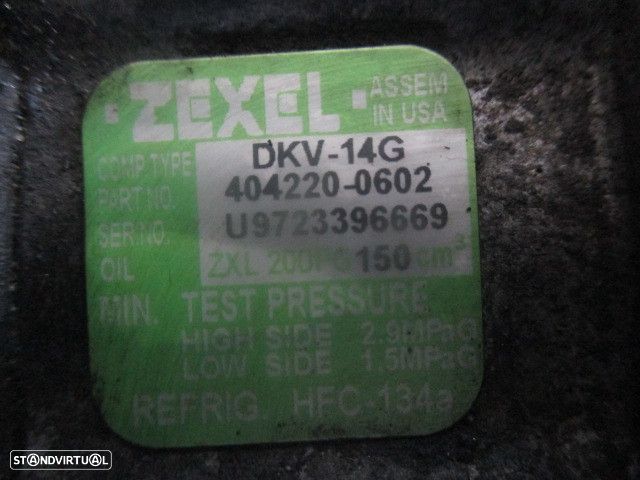 ZEXEL
ASSEM
IN USA
COMP.TYPE DKV-14G
PART NO. 404220-0602
SER.NO. U9723396669
OIL ZXL 200PG 150 cm³
MIN. TEST PRESSURE
HIGH SIDE 2.9MPaG
LOW SIDE 1.5MPaG
REFRIG. HFC-134a
STANDVIRTUAL